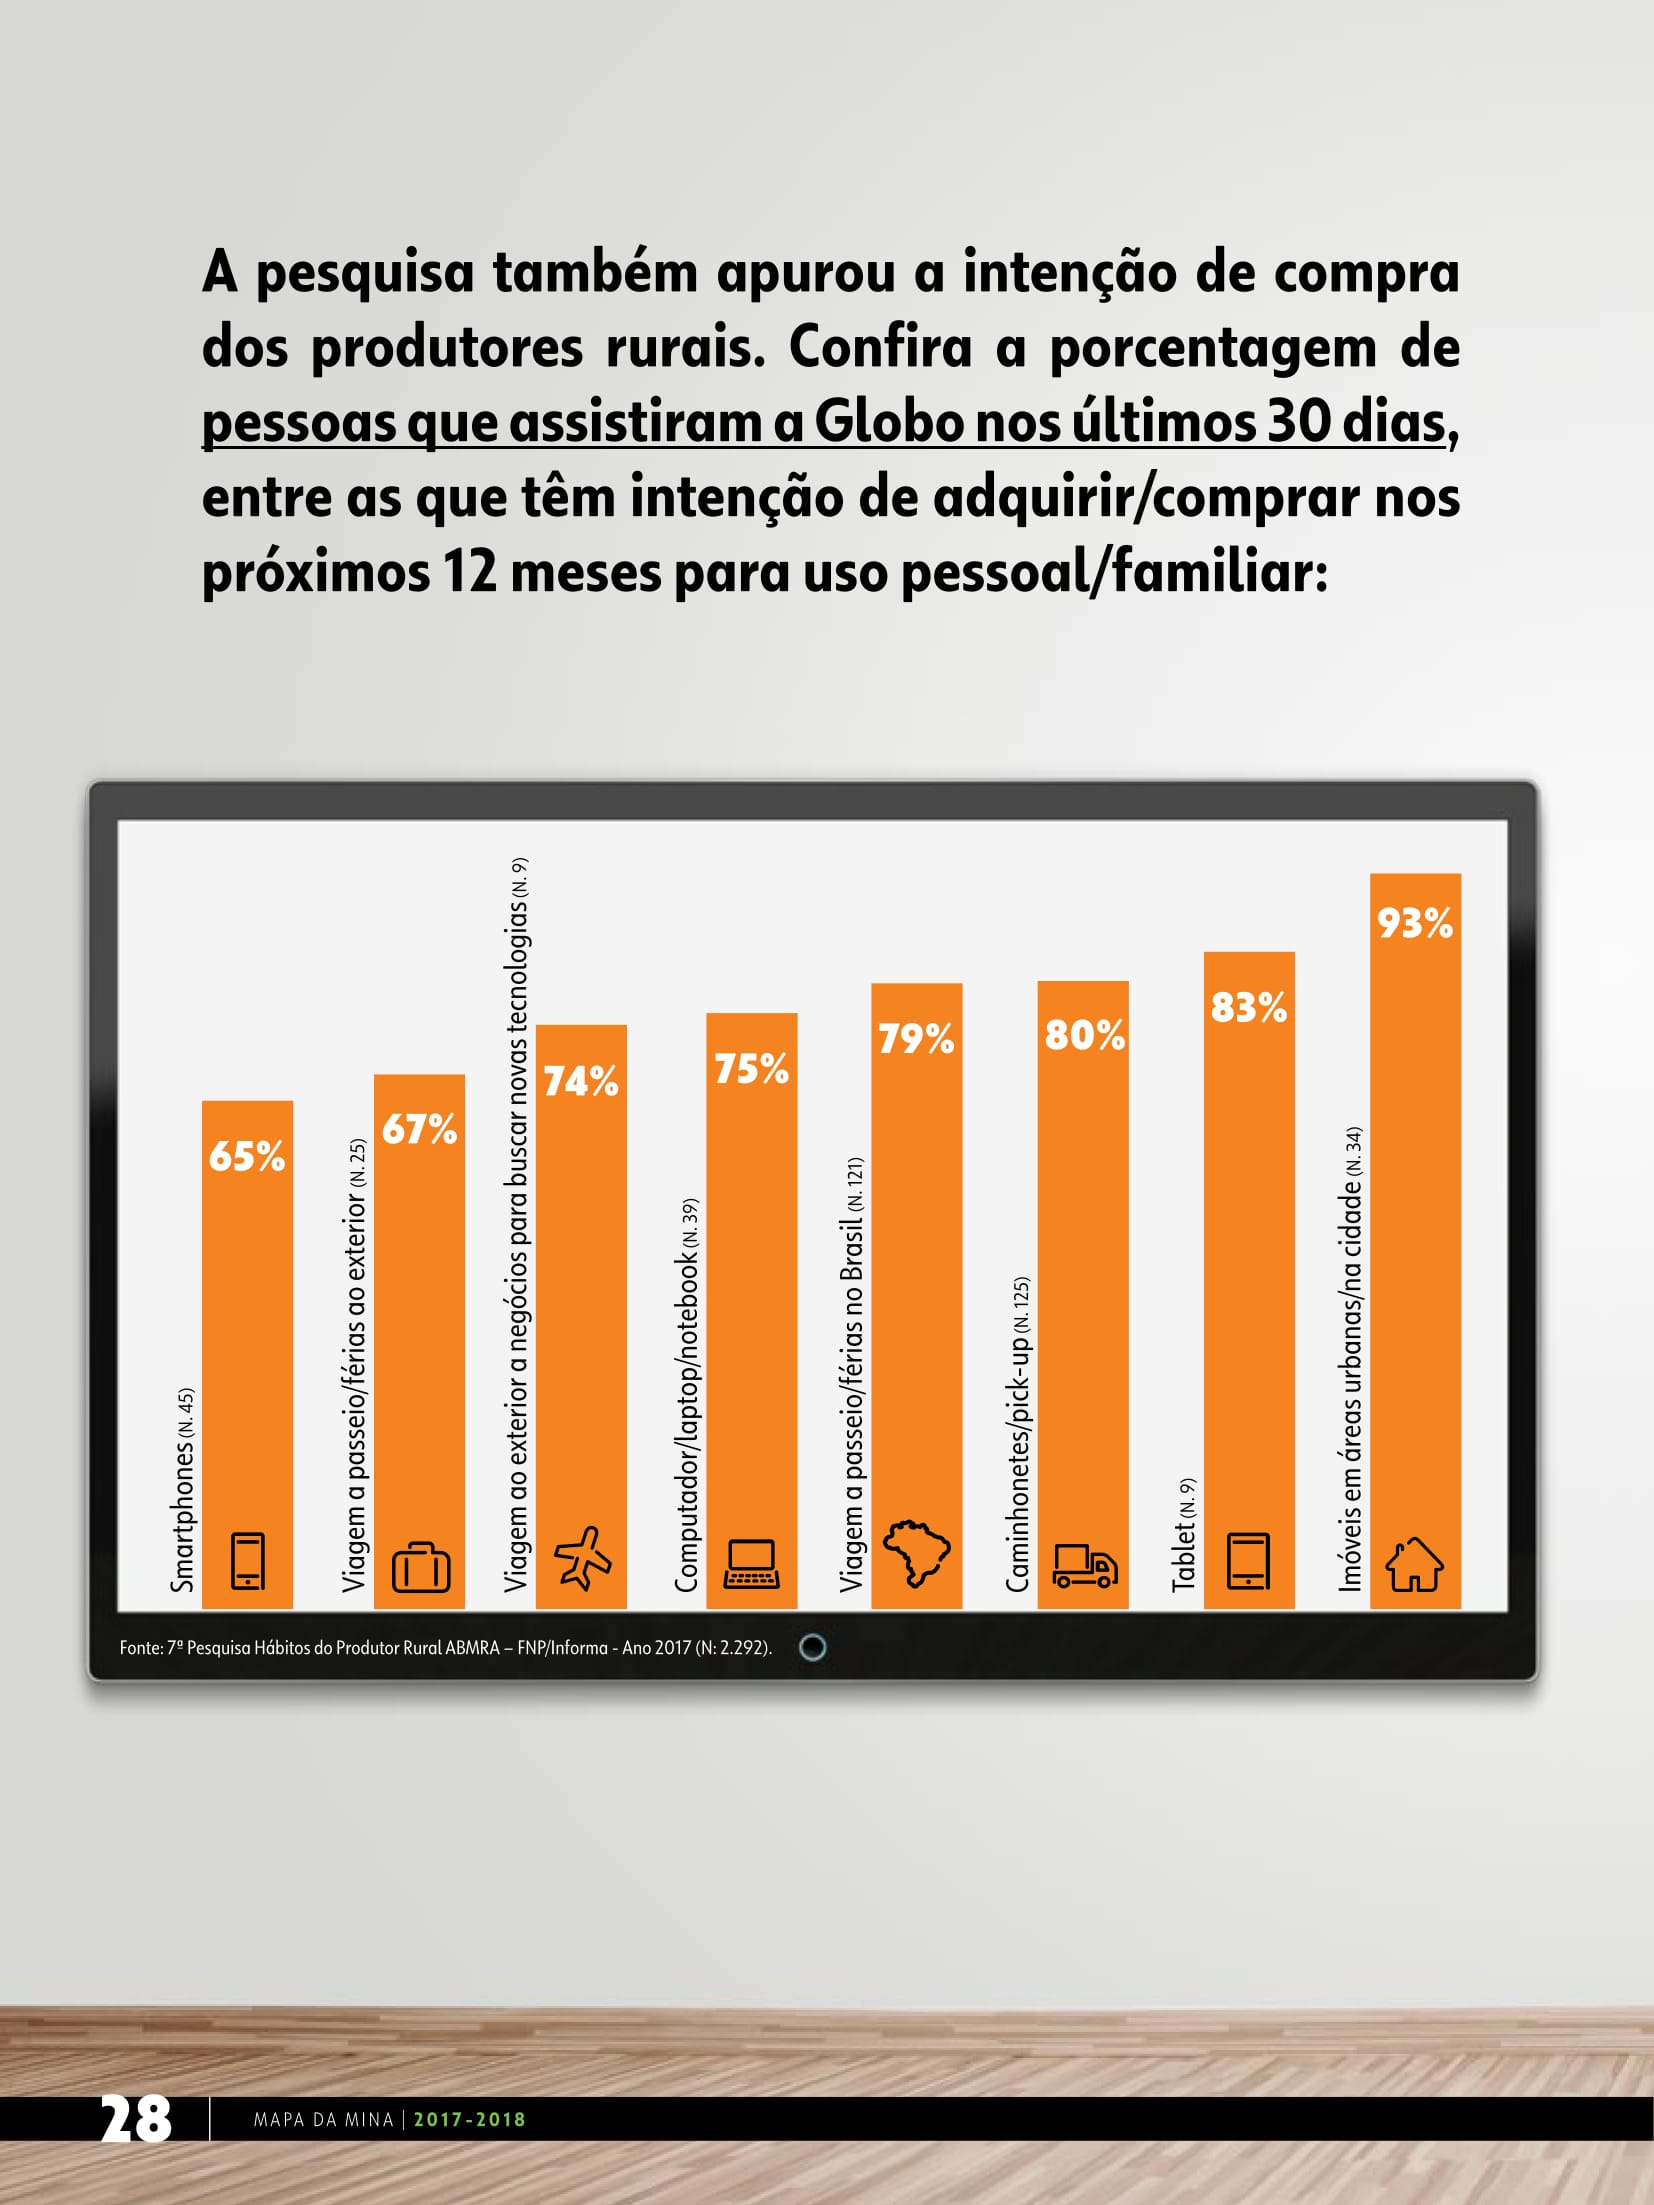 A pesquisa também apurou a intenção de compra
dos produtores rurais. Confira a porcentagem de
pessoas que assistiram a Globo nos últimos 30 dias,
entre as que têm intenção de adquirir/comprar nos
próximos 12 meses para uso pessoal/familiar:
Smartphones (N. 45)
65%
Viagem a passeio/férias ao exterior (N. 25)
67%
Viagem ao exterior a negócios para buscar novas tecnologias (N. 9)
74%
Computador/laptop/notebook (N. 39)
75%
Viagem a passeio/férias no Brasil (N. 121)
79%
Caminhonetes/pick-up (N. 125)
80%
Tablet (N. 9)
83%
Imóveis em áreas urbanas/na cidade (N. 34)
93%
Fonte: 7ª Pesquisa Hábitos do Produtor Rural ABMRA – FNP/Informa - Ano 2017 (N: 2.292).
28 MAPA DA MINA | 2017-2018